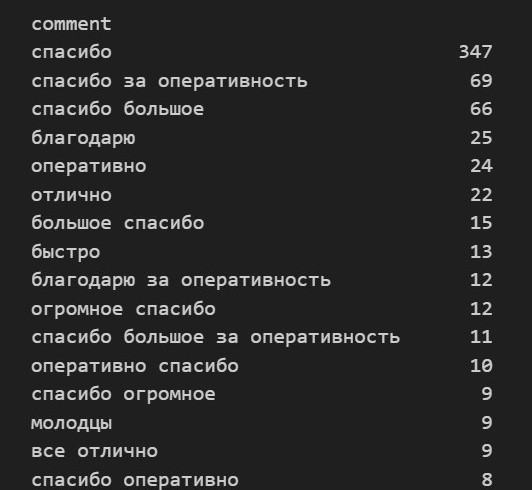 comment
спасибо 347
спасибо за оперативность 69
спасибо большое 66
благодарю 25
оперативно 24
отлично 22
большое спасибо 15
быстро 13
благодарю за оперативность 12
огромное спасибо 12
спасибо большое за оперативность 11
оперативно спасибо 10
спасибо огромное 9
молодцы 9
все отлично 9
спасибо оперативно 8